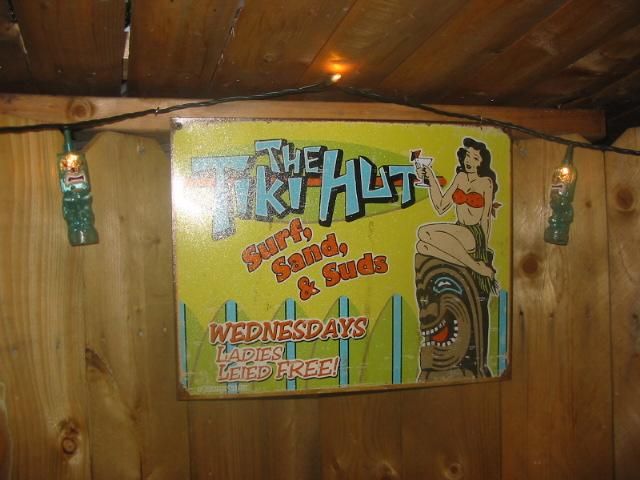 THE
TIKI HUT
Surf,
Sand,
& Suds
WEDNESDAYS
LADIES
LEIED FREE!